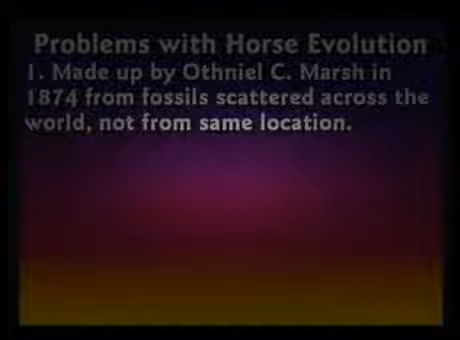 Problems with Horse Evolution
1. Made up by Othniel C. Marsh in
1874 from fossils scattered across the
world, not from same location.